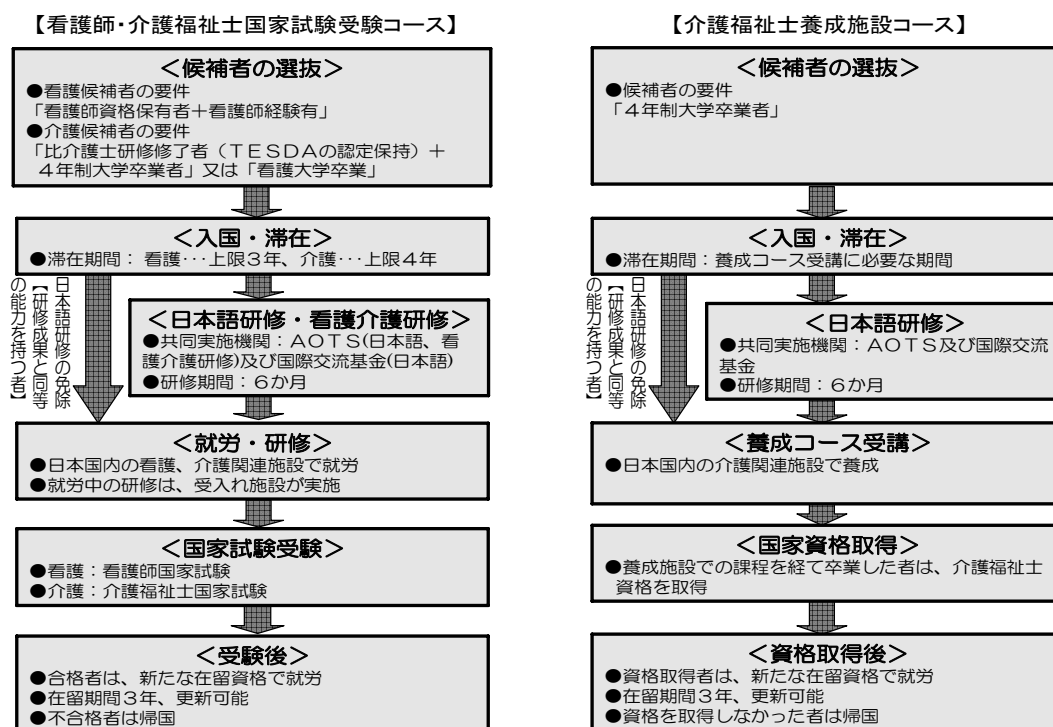 【看護師・介護福祉士国家試験受験コース】
＜候補者の選抜＞
●看護候補者の要件
「看護師資格保有者＋看護師経験有」
●介護候補者の要件
「比介護士研修修了者（ＴＥＳＤＡの認定保持）＋
４年制大学卒業者」又は「看護大学卒業」
＜入国・滞在＞
●滞在期間： 看護･･･上限３年、介護･･･上限４年
日本語研修の免除
【研修成果と同等
の能力を持つ者】
＜日本語研修・看護介護研修＞
●共同実施機関：ＡＯＴＳ(日本語、看
護介護研修)及び国際交流基金(日本語)
●研修期間：６か月
＜就労・研修＞
●日本国内の看護、介護関連施設で就労
●就労中の研修は、受入れ施設が実施
＜国家試験受験＞
●看護：看護師国家試験
●介護：介護福祉士国家試験
＜受験後＞
●合格者は、新たな在留資格で就労
●在留期間３年、更新可能
●不合格者は帰国
【介護福祉士養成施設コース】
＜候補者の選抜＞
●候補者の要件
「４年制大学卒業者」
＜入国・滞在＞
●滞在期間：養成コース受講に必要な期間
日本語研修の免除
【研修成果と同等
の能力を持つ者】
＜日本語研修＞
●共同実施機関：ＡＯＴＳ及び国際交流
基金
●研修期間：６か月
＜養成コース受講＞
●日本国内の介護関連施設で養成
＜国家資格取得＞
●養成施設での課程を経て卒業した者は、介護福祉士
資格を取得
＜資格取得後＞
●資格取得者は、新たな在留資格で就労
●在留期間３年、更新可能
●資格を取得しなかった者は帰国